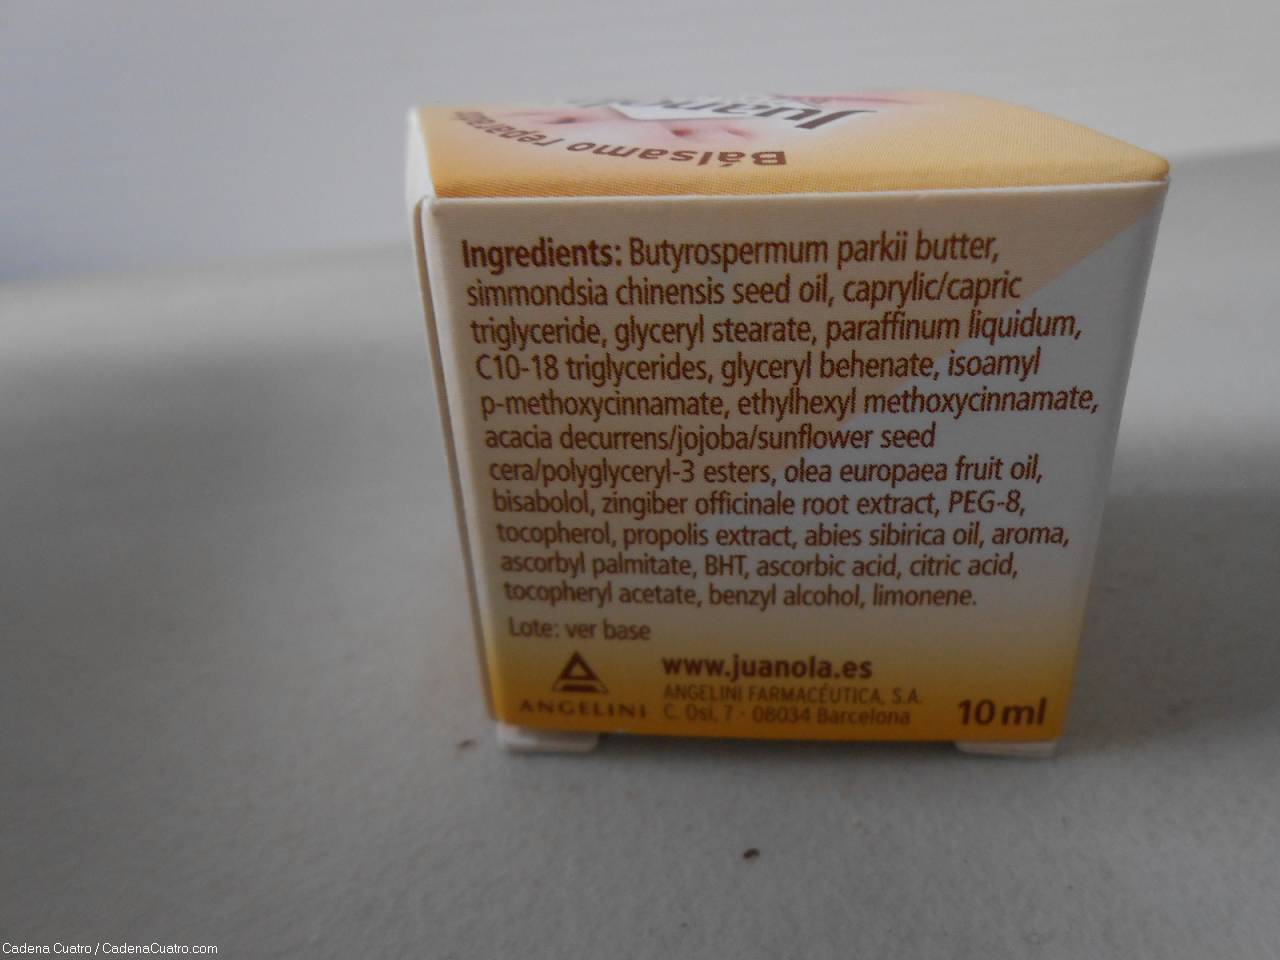 Juanola
Bálsamo reparador
Ingredients: Butyrospermum parkii butter,
simmondsia chinensis seed oil, caprylic/capric
triglyceride, glyceryl stearate, paraffinum liquidum,
C10-18 triglycerides, glyceryl behenate, isoamyl
p-methoxycinnamate, ethylhexyl methoxycinnamate,
acacia decurrens/jojoba/sunflower seed
cera/polyglyceryl-3 esters, olea europaea fruit oil,
bisabolol, zingiber officinale root extract, PEG-8,
tocopherol, propolis extract, abies sibirica oil, aroma,
ascorbyl palmitate, BHT, ascorbic acid, citric acid,
tocopheryl acetate, benzyl alcohol, limonene.
Lote: ver base
www.juanola.es
ANGELINI FARMACÉUTICA, S.A.
ANGELINI C. Osi, 7 - 08034 Barcelona 10 ml
Cadena Cuatro / CadenaCuatro.com